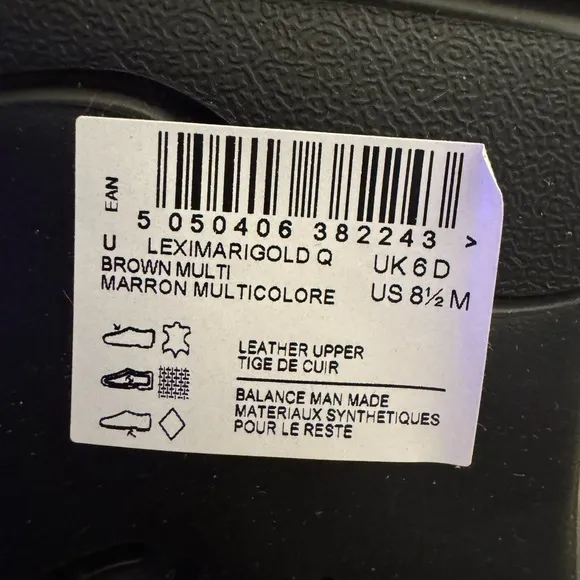 EAN
5 050406 382243 >
U LEXIMARIGOLD Q UK 6 D
BROWN MULTI
MARRON MULTICOLORE US 8½ M
LEATHER UPPER
TIGE DE CUIR
BALANCE MAN MADE
MATERIAUX SYNTHETIQUES
POUR LE RESTE